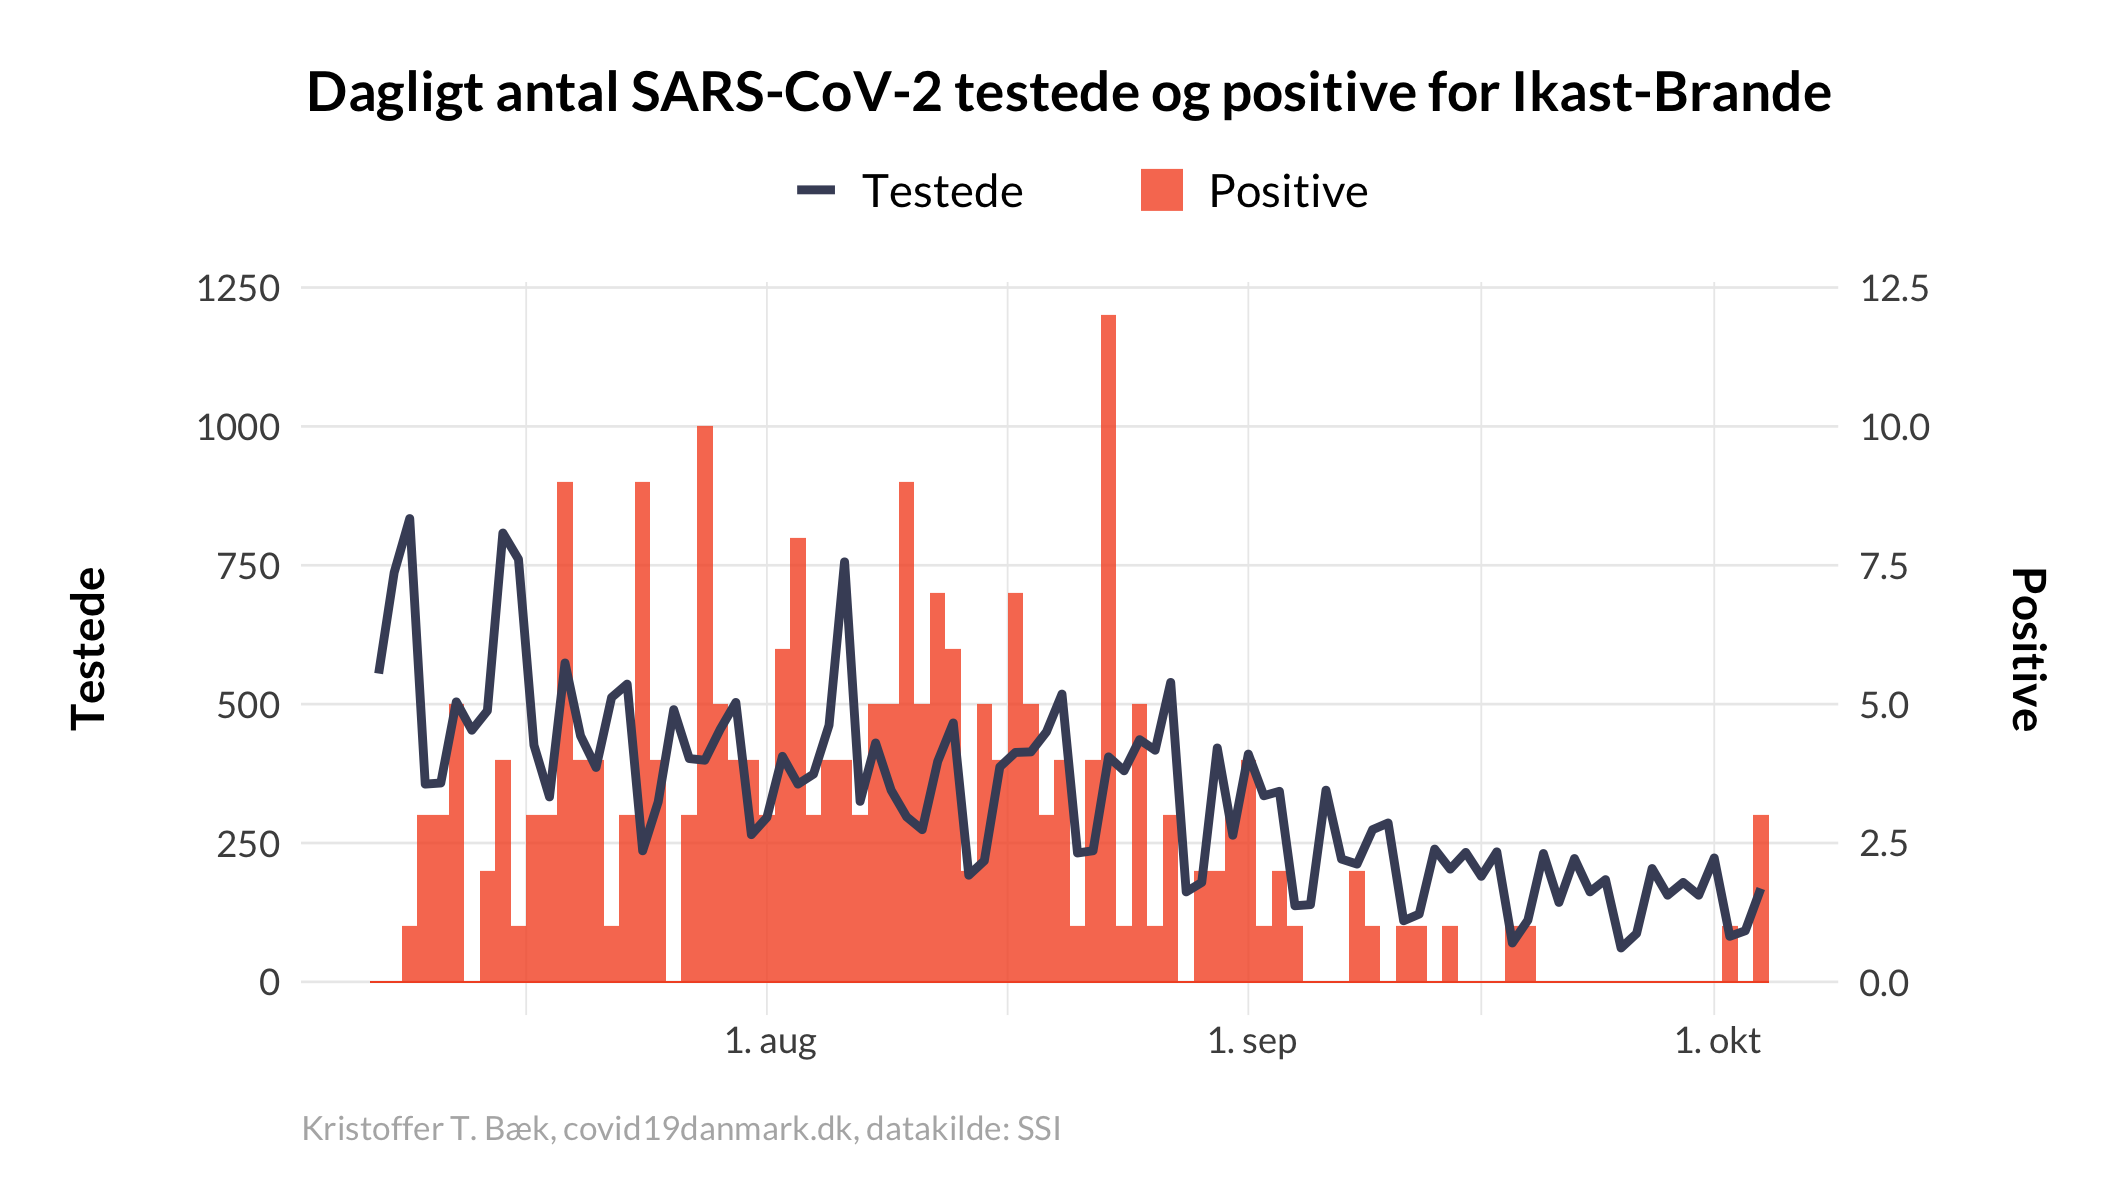 Dagligt antal SARS-CoV-2 testede og positive for Ikast-Brande
Testede
Positive
1250
1000
750
500
250
0
Testede
12.5
10.0
7.5
5.0
2.5
0.0
Positive
1. aug
1. sep
1. okt
Kristoffer T. Bæk, covid19danmark.dk, datakilde: SSI